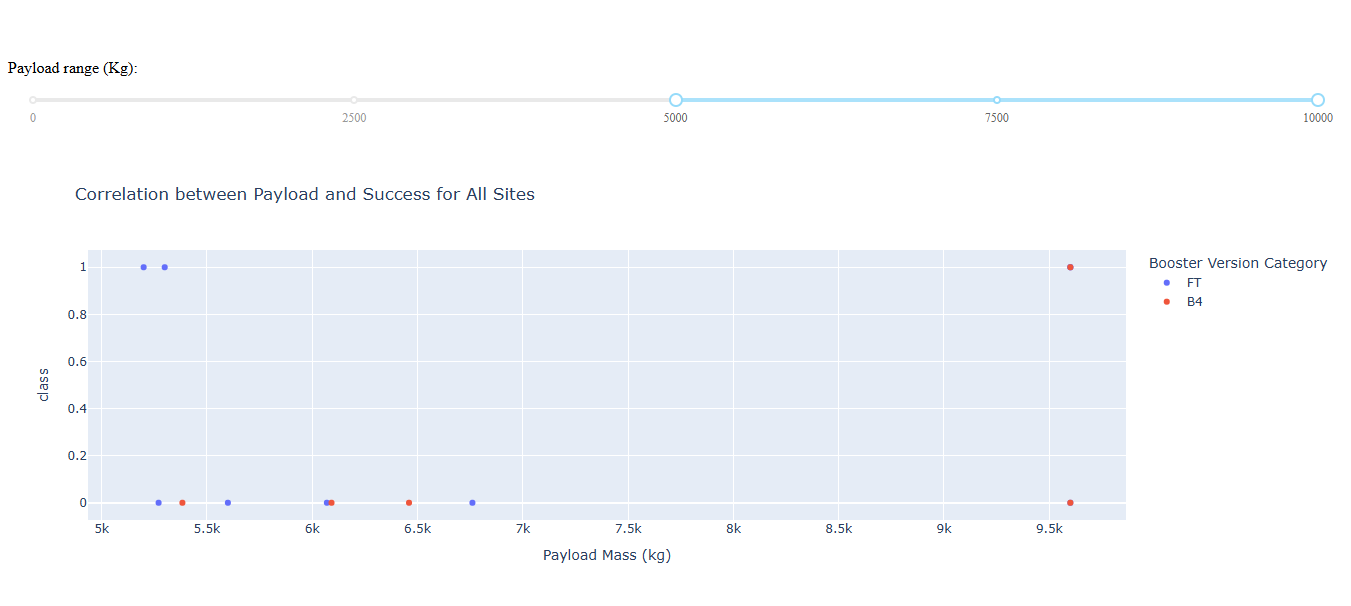 Payload range (Kg):
0 2500 5000 7500 10000
Correlation between Payload and Success for All Sites
Booster Version Category
FT
B4
1
0.8
0.6
0.4
0.2
0
class
5k 5.5k 6k 6.5k 7k 7.5k 8k 8.5k 9k 9.5k
Payload Mass (kg)